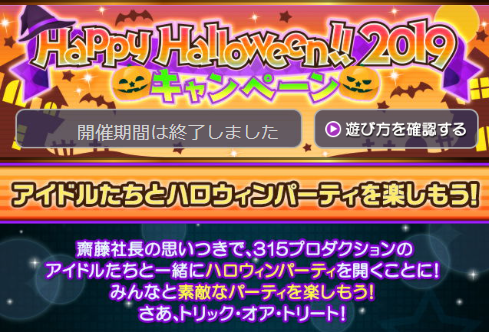 Happy Halloween!! 2019
キャンペーン
開催期間は終了しました
遊び方を確認する
アイドルたちとハロウィンパーティを楽しもう!
齋藤社長の思いつきで、315プロダクションの
アイドルたちと一緒にハロウィンパーティを開くことに!
みんなと素敵なパーティを楽しもう!
さあ、トリック・オア・トリート!